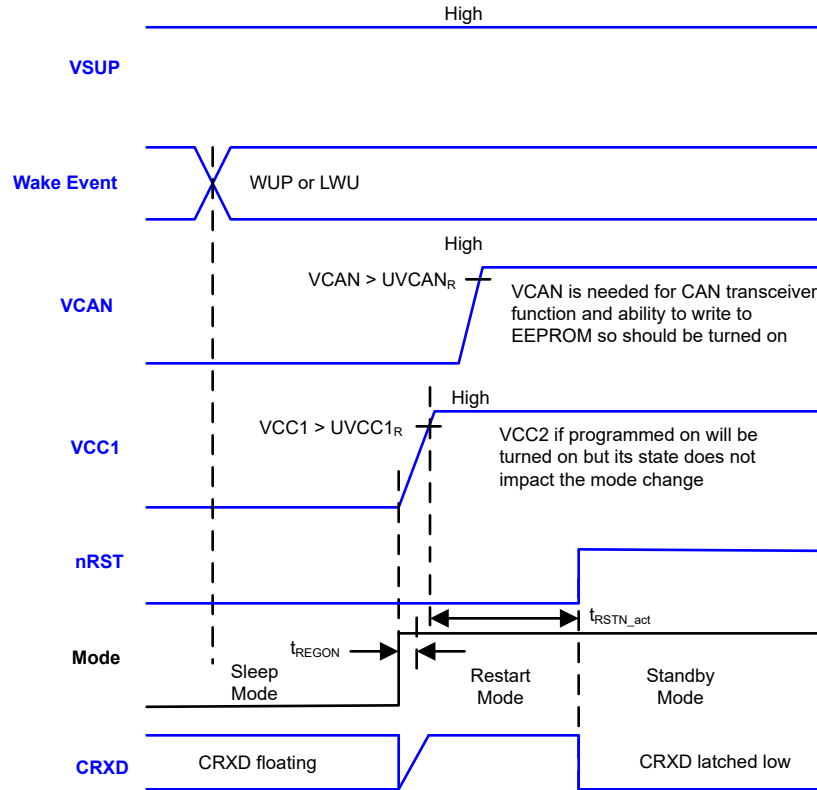 High
VSUP
Wake Event
WUP or LWU
High
VCAN > UVCANR
VCAN
VCAN is needed for CAN transceiver
function and ability to write to
EEPROM so should be turned on
High
VCC1 > UVCC1R
VCC1
VCC2 if programmed on will be
turned on but its state does not
impact the mode change
nRST
tRSTN_act
Mode
tREGON
Sleep
Mode
Restart
Mode
Standby
Mode
CRXD
CRXD floating
CRXD latched low